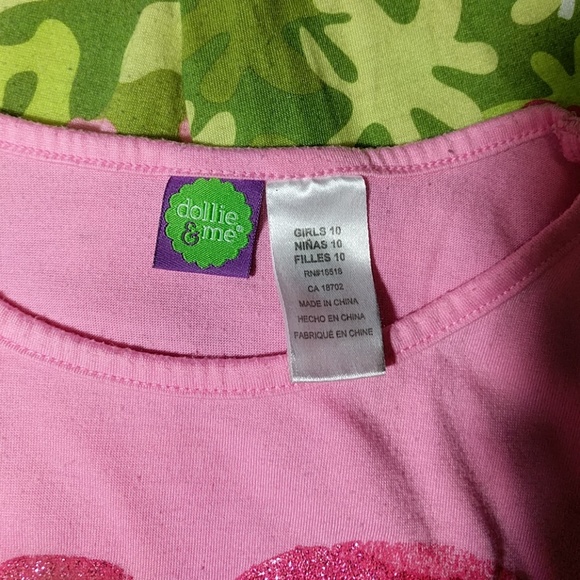 dollie
& me®
GIRLS 10
NIÑAS 10
FILLES 10
RN#15518
CA 18702
MADE IN CHINA
HECHO EN CHINA
FABRIQUÉ EN CHINE